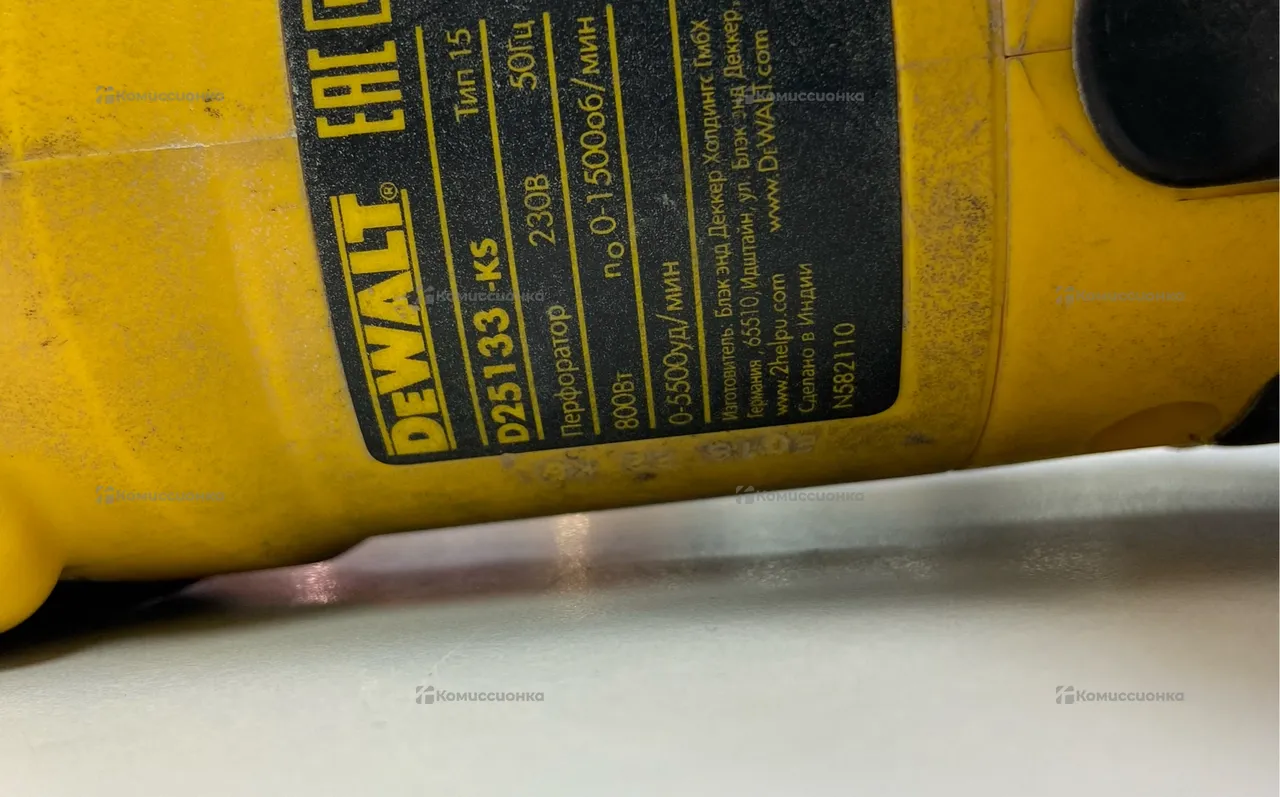 EAC
DEWALT®
D25133-KS Тип 15
Перфоратор 230В 50Гц
800Вт no 0-1500об/мин
0-5500уд/мин
Изготовитель. Блэк энд Деккер Холдингс Гмбх
Германия , 65510, Идштайн, ул. Блэк энд Деккер,
www.2helpu.com www.DeWALT.com
Сделано в Индии
N582110
Комиссионка
Комиссионка
Комиссионка
Комиссионка
Комиссионка
Комиссионка
Комиссионка
Комиссионка